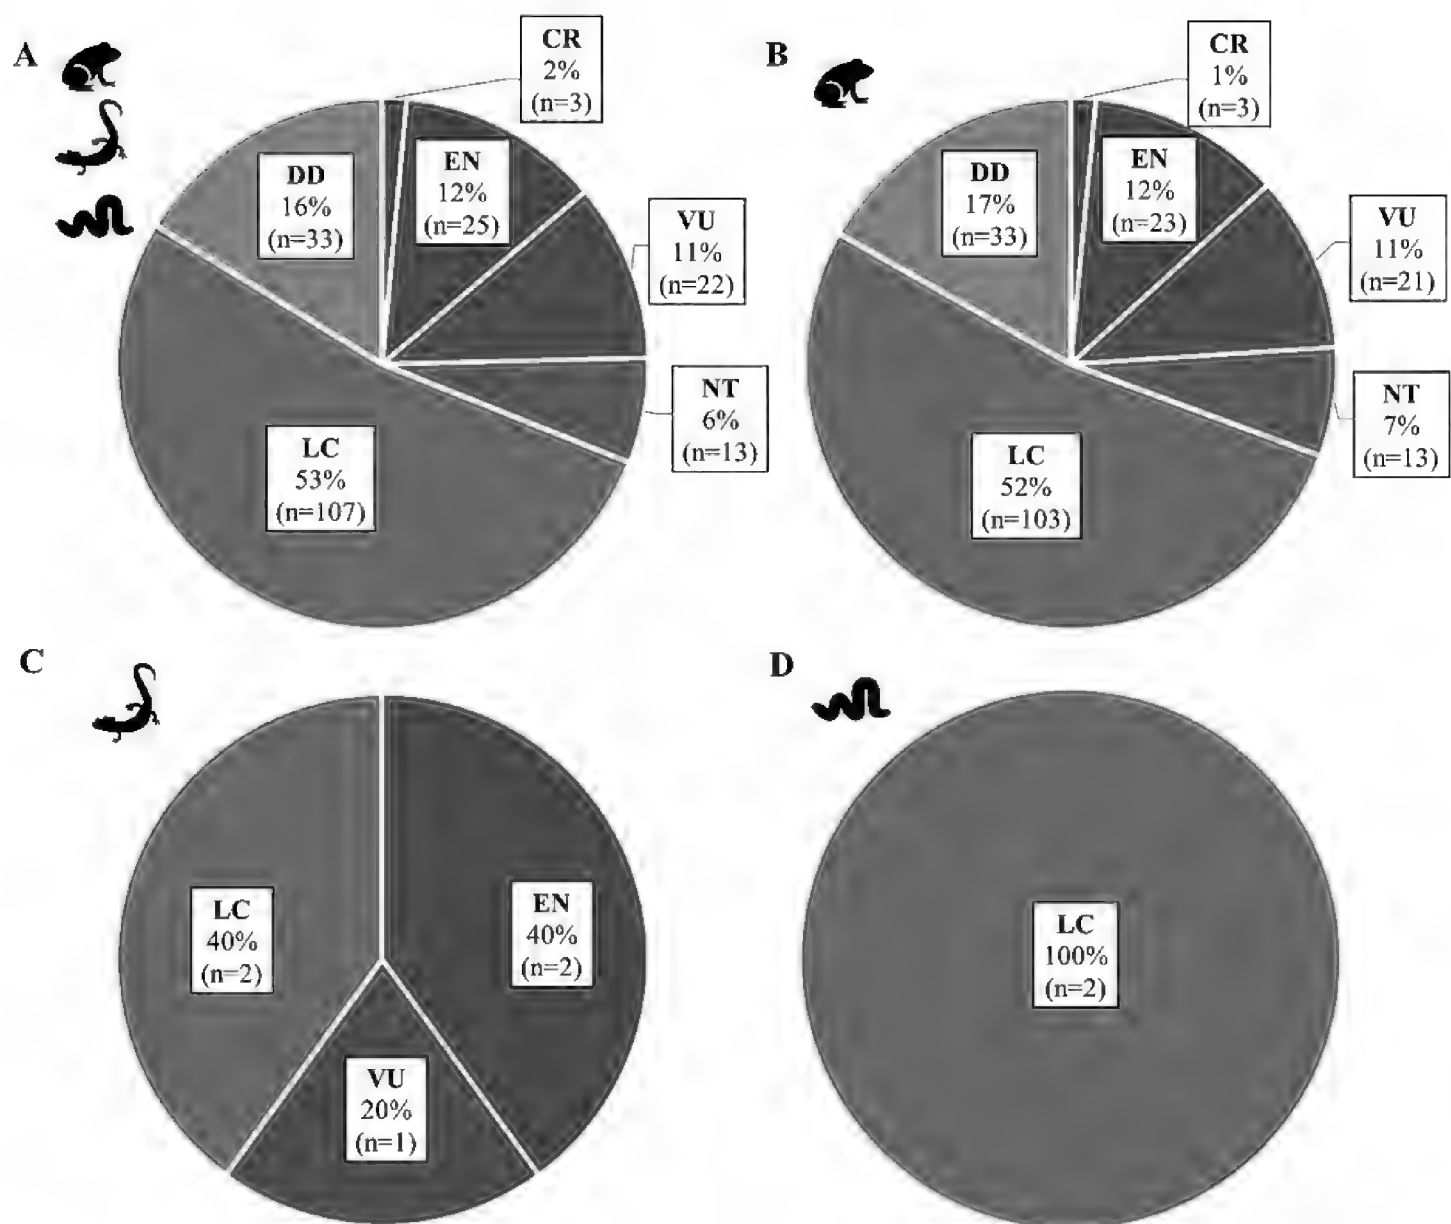 A
CR
2%
(n=3)
EN
12%
(n=25)
DD
16%
(n=33)
VU
11%
(n=22)
NT
6%
(n=13)
LC
53%
(n=107)
B
CR
1%
(n=3)
EN
12%
(n=23)
DD
17%
(n=33)
VU
11%
(n=21)
NT
7%
(n=13)
LC
52%
(n=103)
C
LC
40%
(n=2)
EN
40%
(n=2)
VU
20%
(n=1)
D
LC
100%
(n=2)